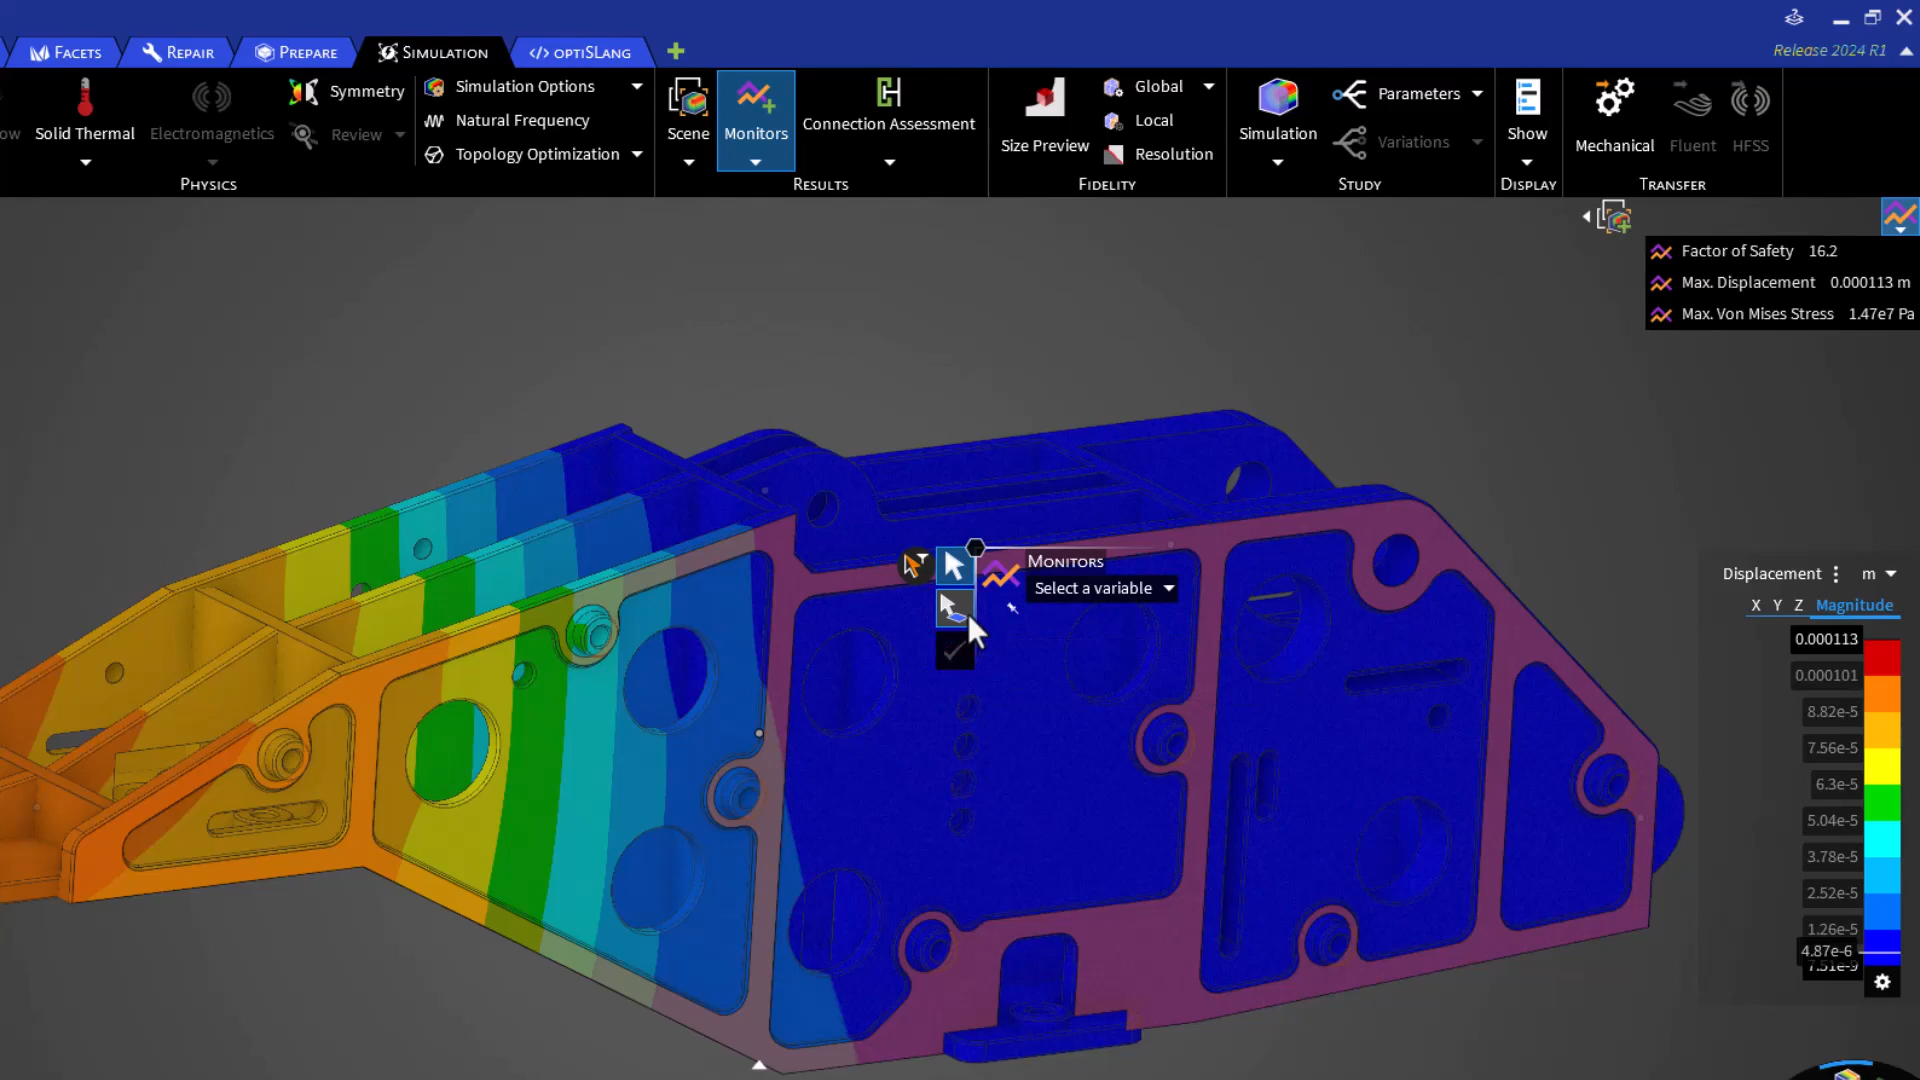 FACETS
REPAIR
PREPARE
SIMULATION
OPTISLANG
Release 2024 R1
ow
Solid Thermal
Electromagnetics
Symmetry
Review
Simulation Options
Natural Frequency
Topology Optimization
Scene
Monitors
Connection Assessment
Size Preview
Global
Local
Resolution
Simulation
Parameters
Variations
Show
Mechanical
Fluent
HFSS
PHYSICS
RESULTS
FIDELITY
STUDY
DISPLAY
TRANSFER
Factor of Safety 16.2
Max. Displacement 0.000113 m
Max. Von Mises Stress 1.47e7 Pa
MONITORS
Select a variable
Displacement m
X Y Z Magnitude
0.000113
0.000101
8.82e-5
7.56e-5
6.3e-5
5.04e-5
3.78e-5
2.52e-5
1.26e-5
4.87e-6
7.51e-9